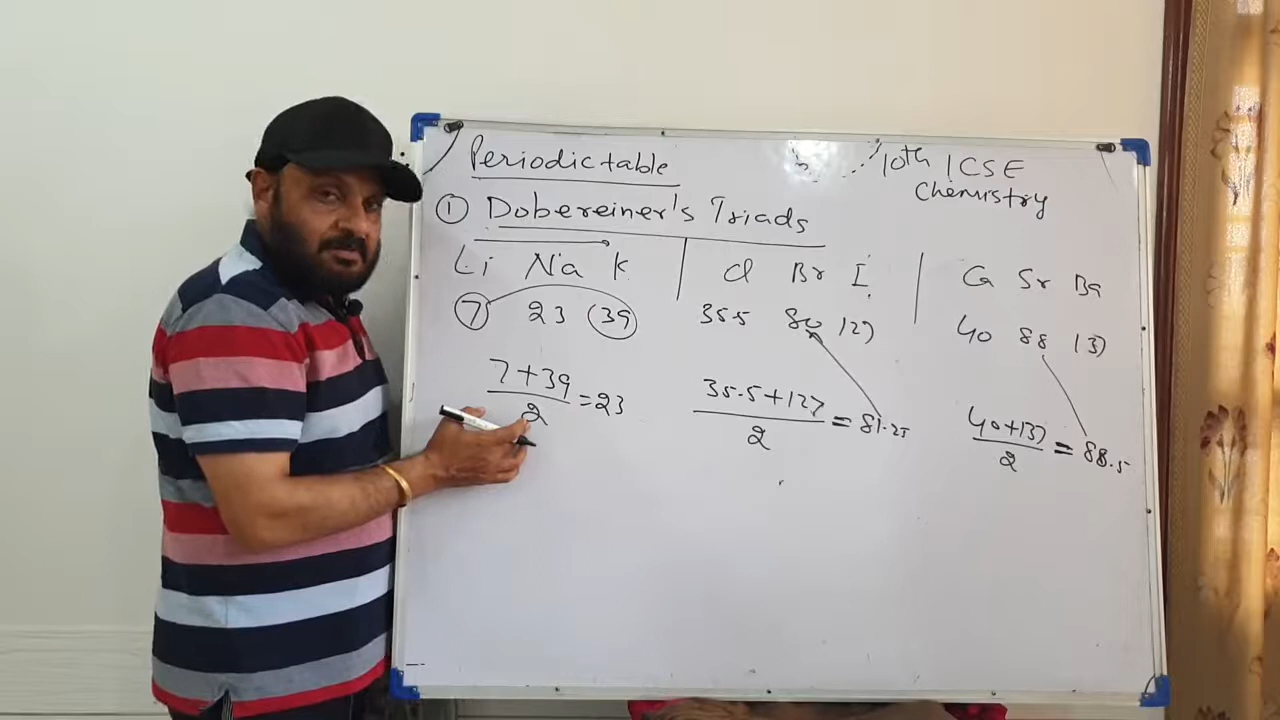 Periodic table
10th ICSE
Chemistry
① Dobereiner's Triads
Li Na K
Cl Br I
Ca Sr Ba
7 23 39
35.5 80 127
40 88 137
7+39
2
=23
35.5+127
2
= 81.25
40+137
2
= 88.5